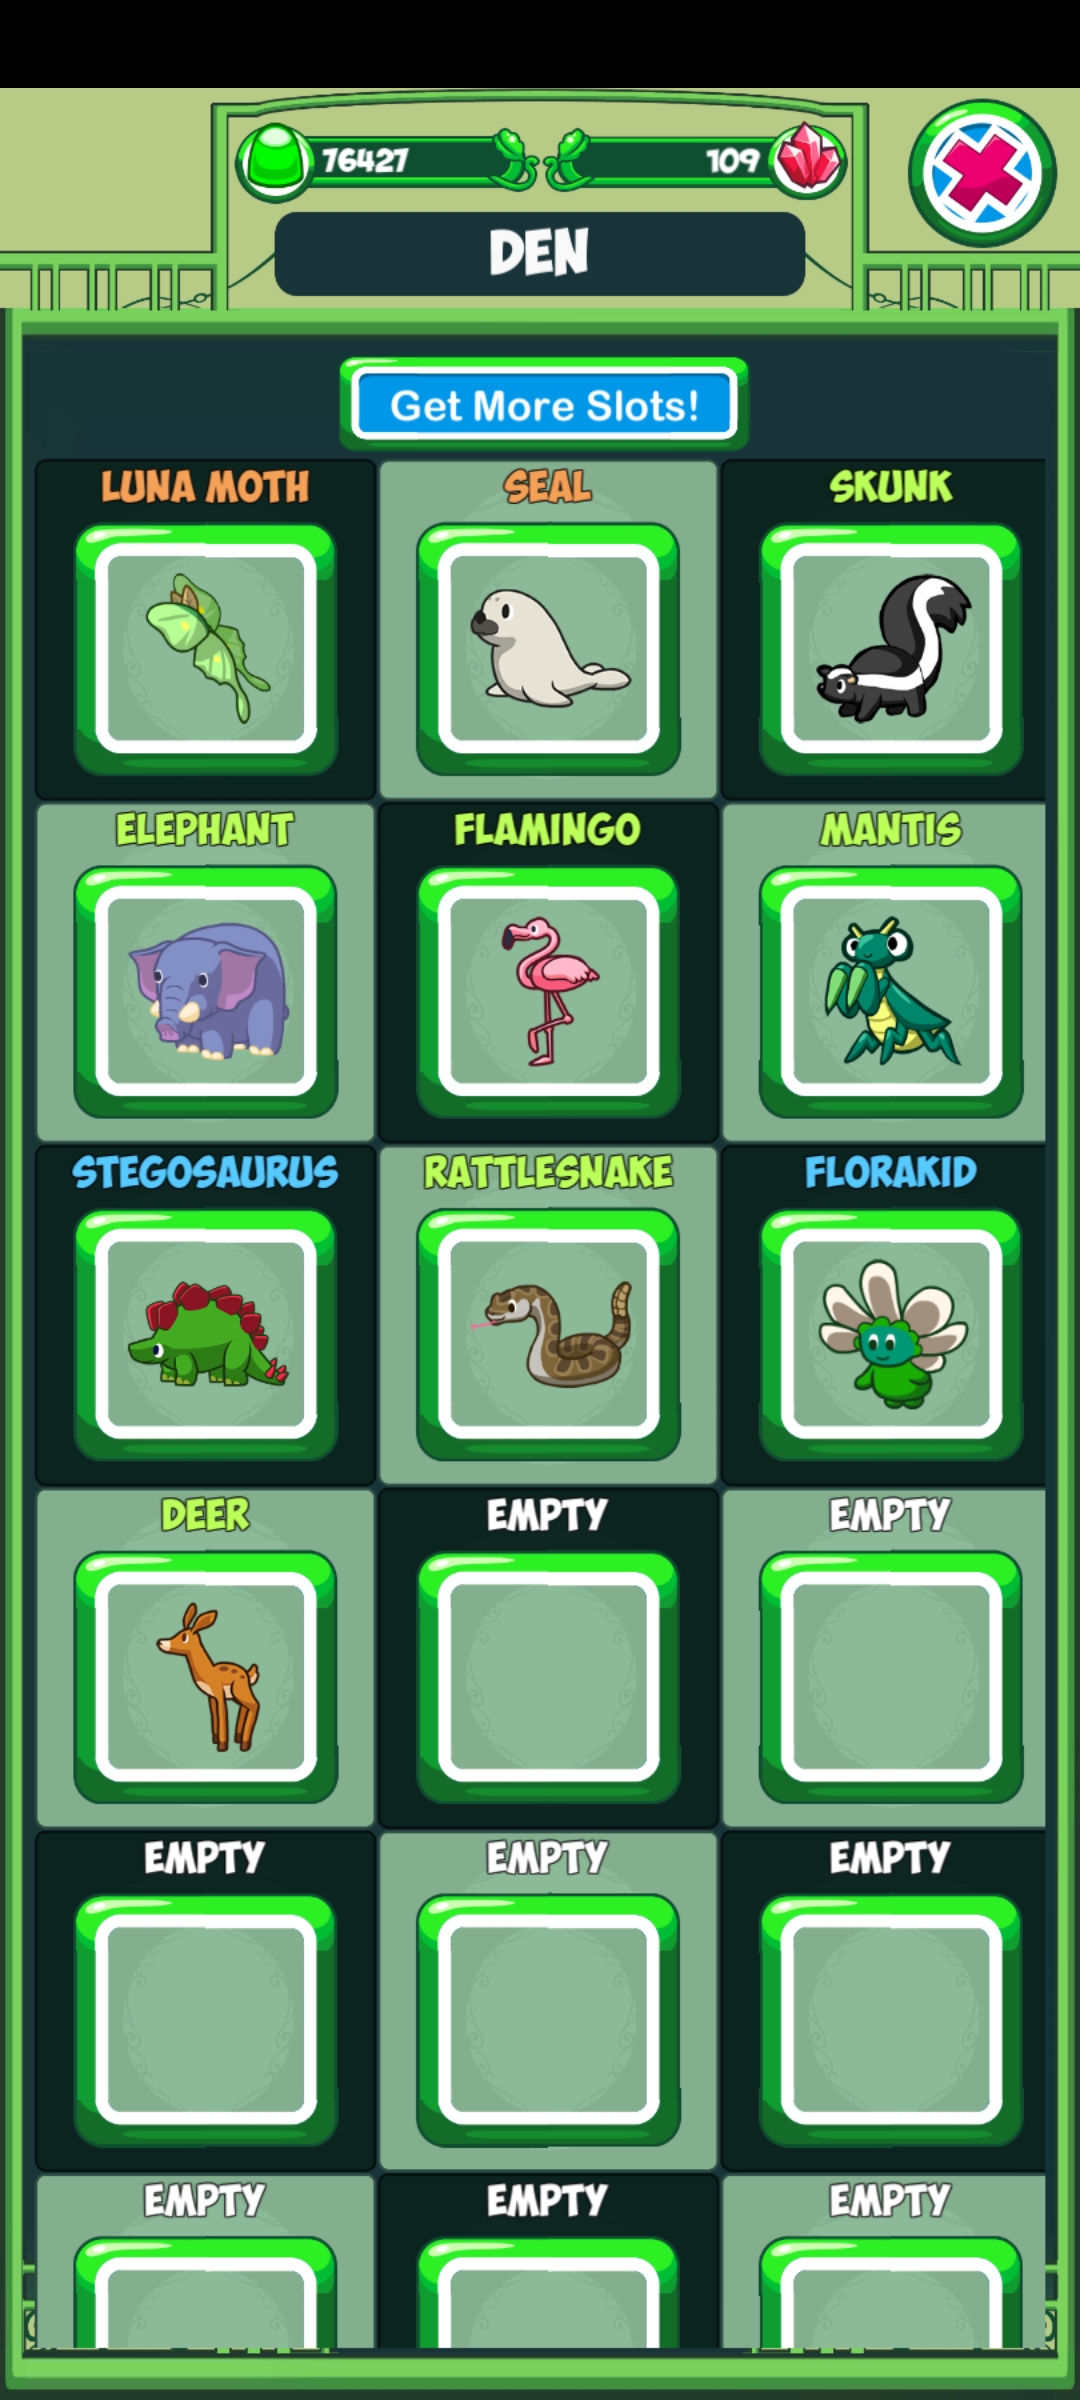 76427
109
DEN
Get More Slots!
LUNA MOTH
SEAL
SKUNK
ELEPHANT
FLAMINGO
MANTIS
STEGOSAURUS
RATTLESNAKE
FLORAKID
DEER
EMPTY
EMPTY
EMPTY
EMPTY
EMPTY
EMPTY
EMPTY
EMPTY